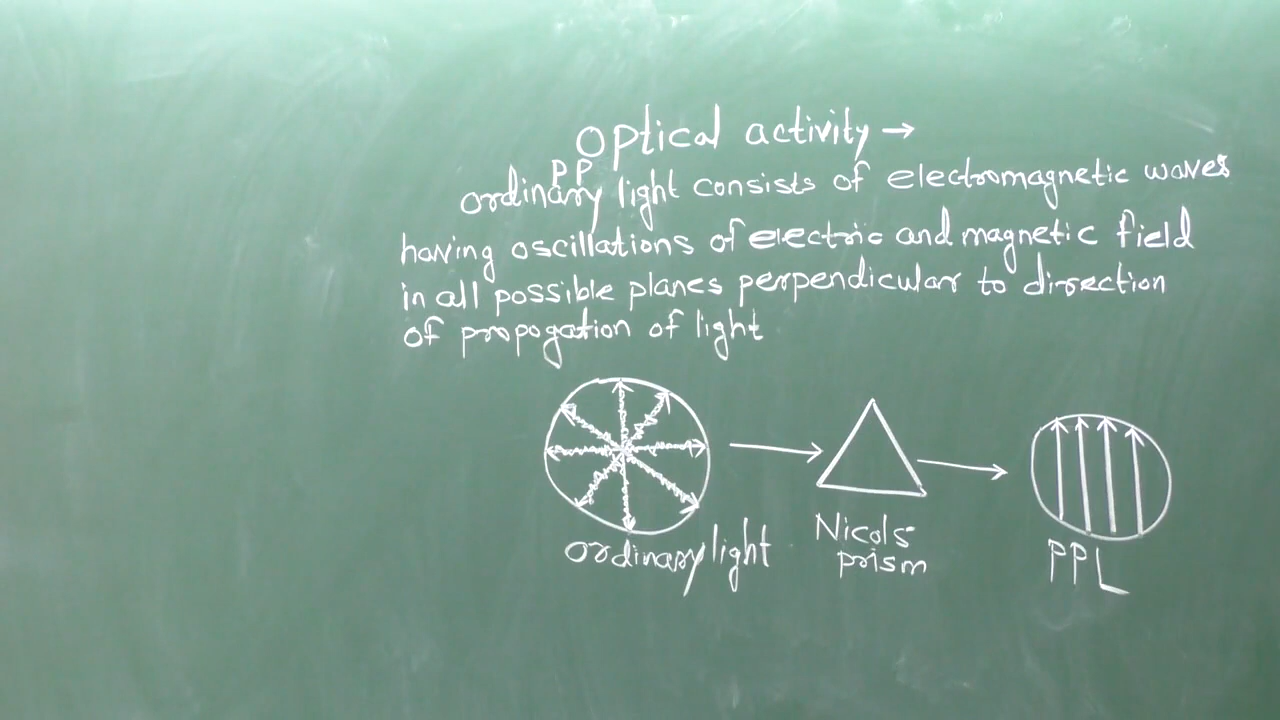 Optical activity →
PP
ordinary light consists of electromagnetic waves
having oscillations of electric and magnetic field
in all possible planes perpendicular to direction
of propogation of light
ordinary light
Nicols
prism
PPL